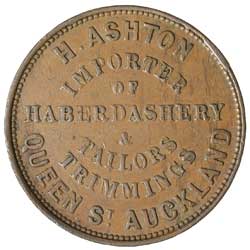 H. ASHTON
IMPORTER
OF
HABERDASHERY
&
TAILORS
TRIMMINGS
QUEEN ST AUCKLAND